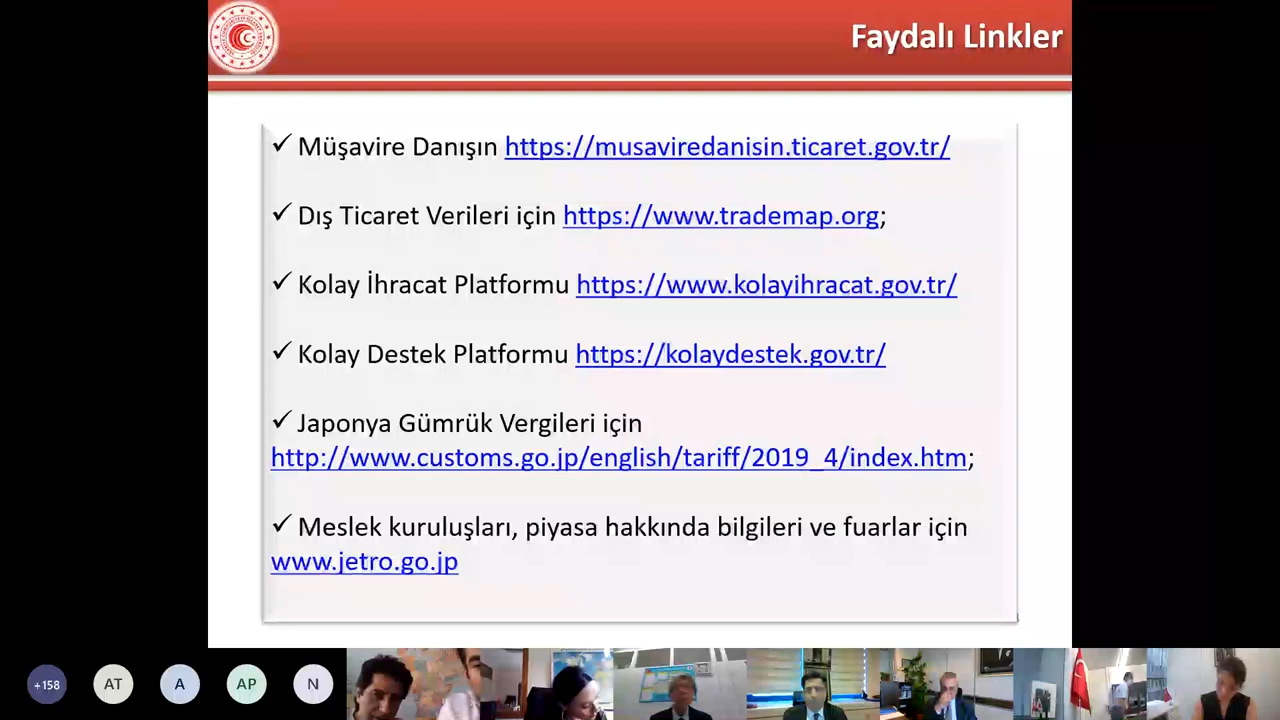 Faydalı Linkler
✓ Müşavire Danışın https://musaviredanisin.ticaret.gov.tr/
✓ Dış Ticaret Verileri için https://www.trademap.org;
✓ Kolay İhracat Platformu https://www.kolayihracat.gov.tr/
✓ Kolay Destek Platformu https://kolaydestek.gov.tr/
✓ Japonya Gümrük Vergileri için
http://www.customs.go.jp/english/tariff/2019_4/index.htm;
✓ Meslek kuruluşları, piyasa hakkında bilgileri ve fuarlar için
www.jetro.go.jp
+158 AT A AP N